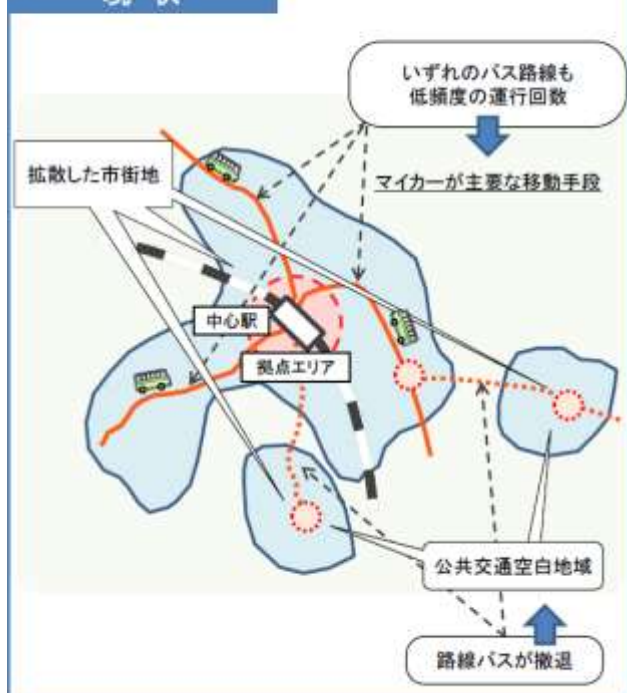 いずれのバス路線も
低頻度の運行回数
拡散した市街地
マイカーが主要な移動手段
中心駅
拠点エリア
公共交通空白地域
路線バスが撤退